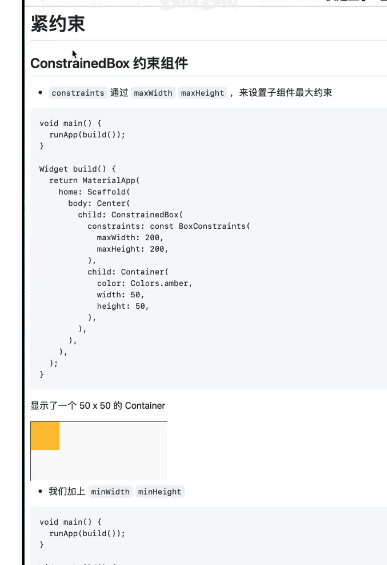 紧约束
ConstrainedBox 约束组件
• constraints 通过 maxWidth maxHeight ，来设置子组件最大约束
void main() {
  runApp(build());
}
Widget build() {
  return MaterialApp(
    home: Scaffold(
      body: Center(
        child: ConstrainedBox(
          constraints: const BoxConstraints(
            maxWidth: 200,
            maxHeight: 200,
          ),
          child: Container(
            color: Colors.amber,
            width: 50,
            height: 50,
          ),
        ),
      ),
    ),
  );
}
显示了一个 50 x 50 的 Container
• 我们加上 minWidth minHeight
void main() {
  runApp(build());
}